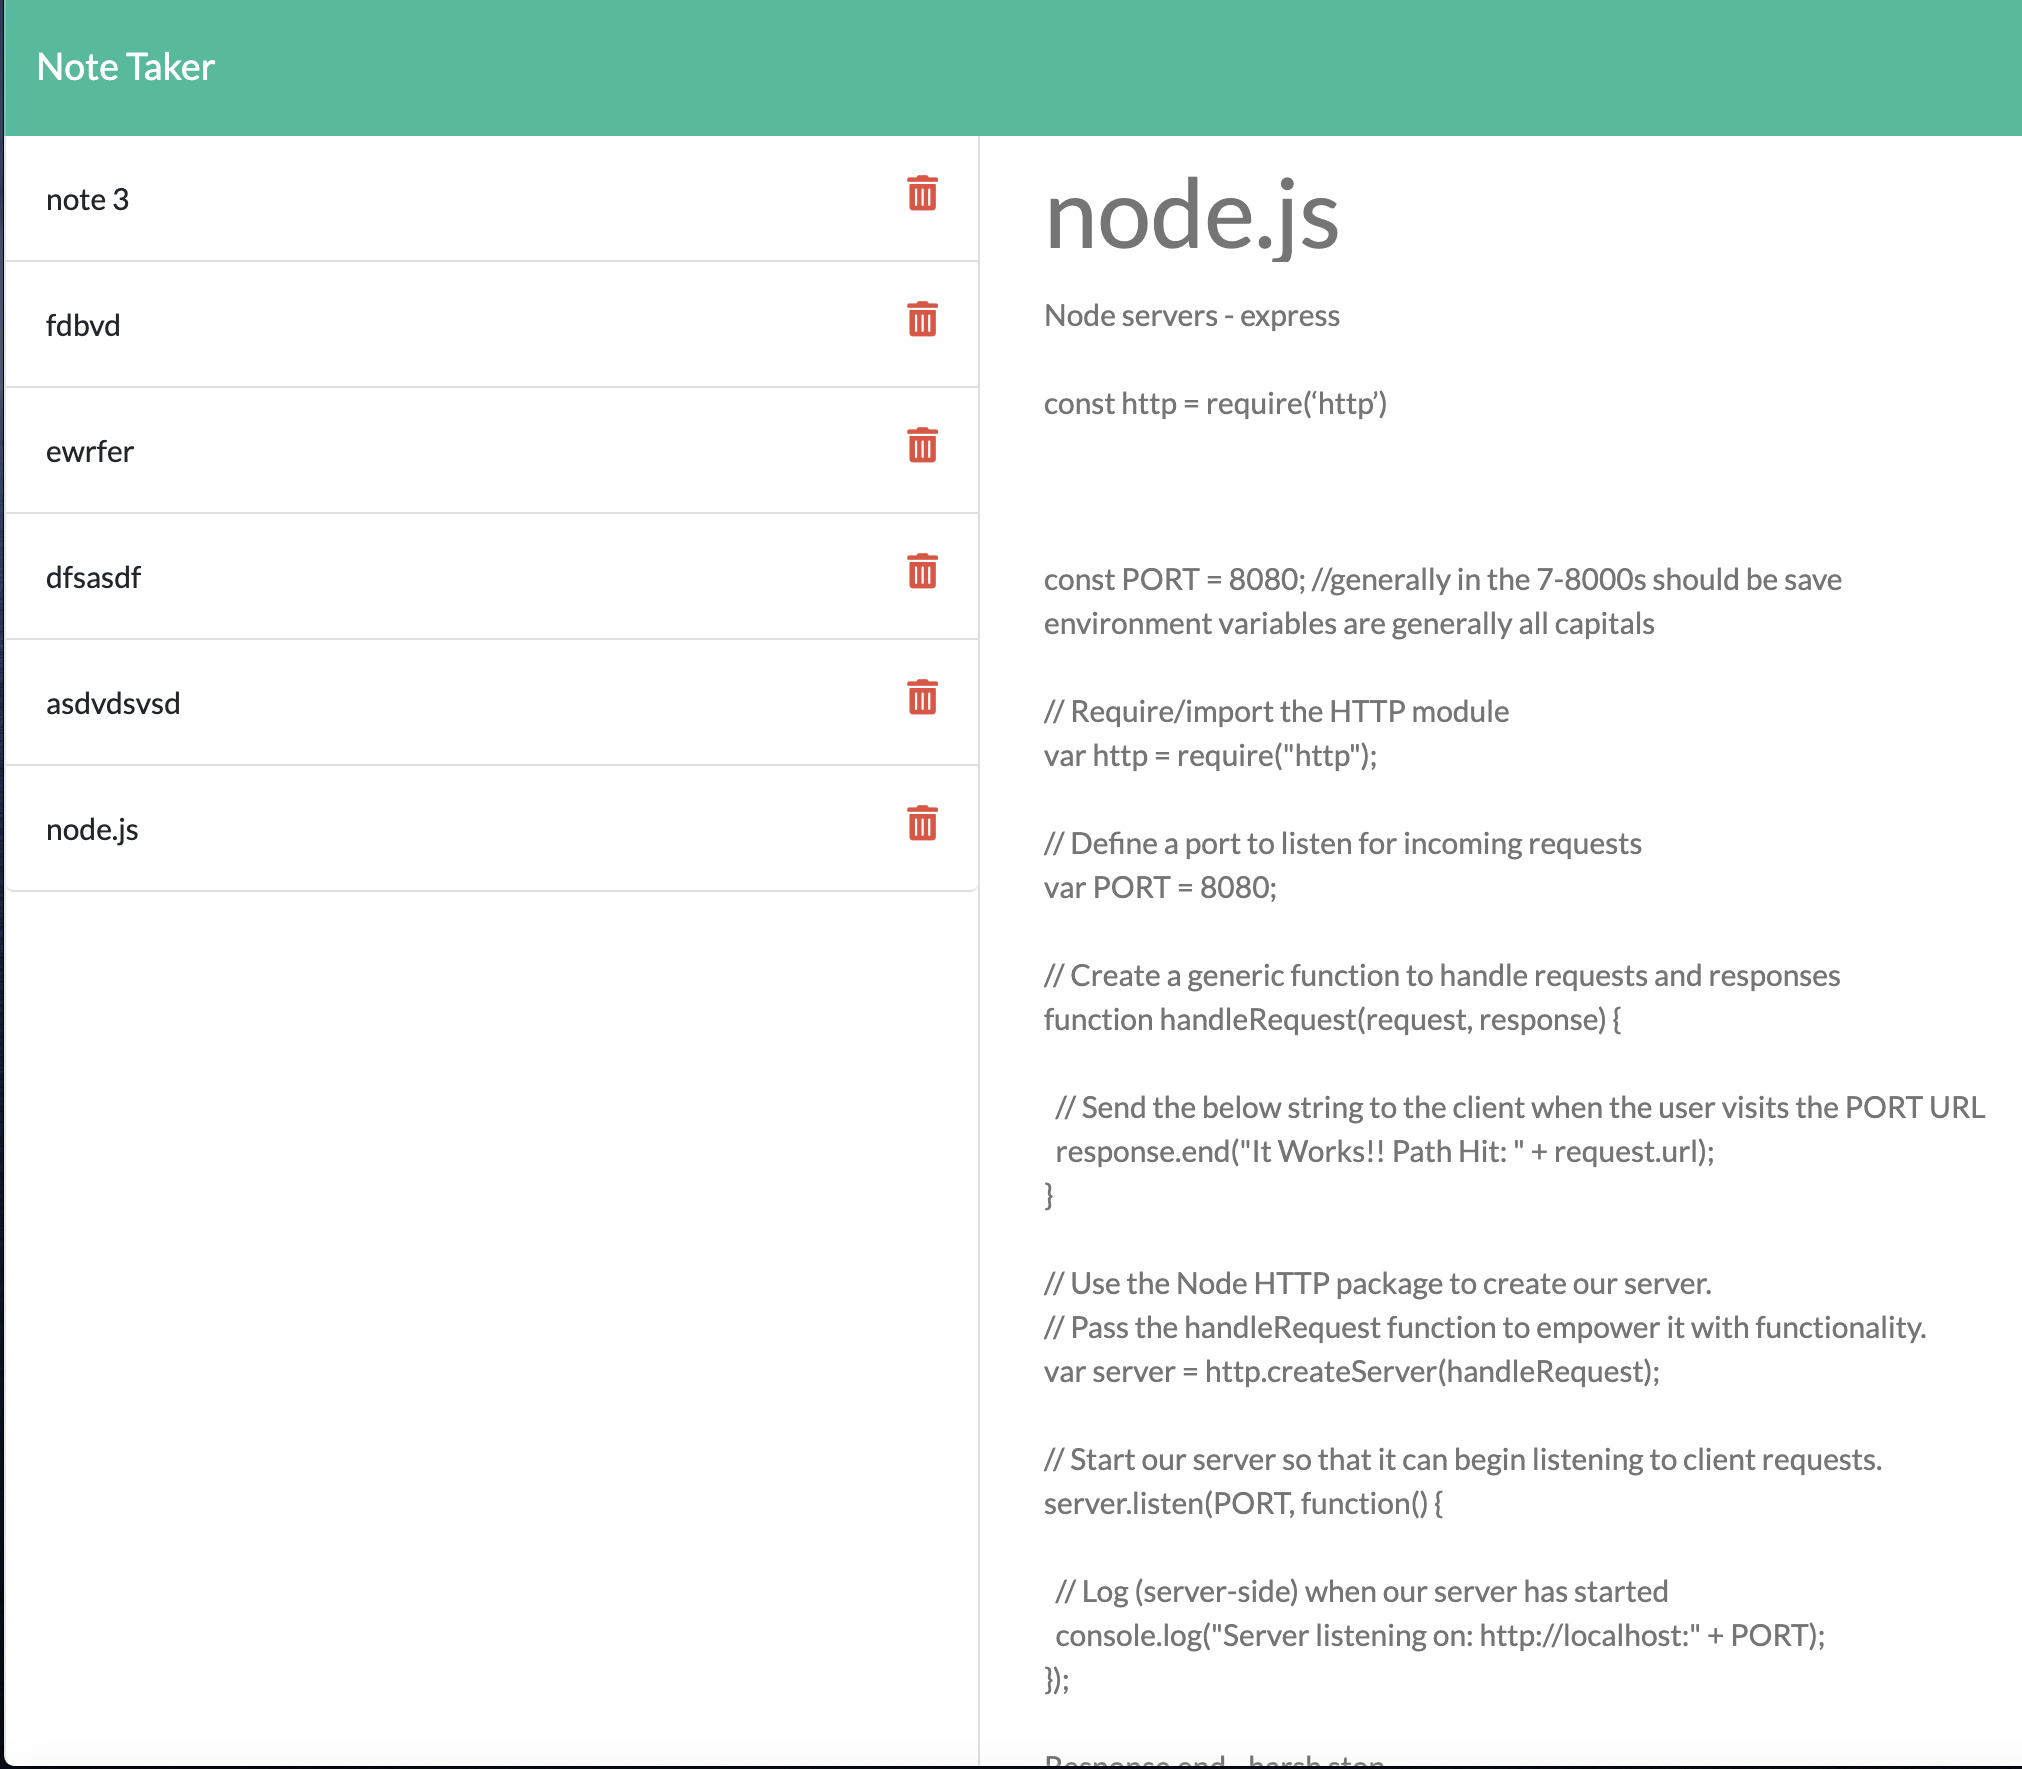 Note Taker
note 3
fdbvd
ewrfer
dfsasdf
asdvdsvsd
node.js
node.js
Node servers - express
const http = require(‘http’)
const PORT = 8080; //generally in the 7-8000s should be save
environment variables are generally all capitals
// Require/import the HTTP module
var http = require("http");
// Define a port to listen for incoming requests
var PORT = 8080;
// Create a generic function to handle requests and responses
function handleRequest(request, response) {
// Send the below string to the client when the user visits the PORT URL
response.end("It Works!! Path Hit: " + request.url);
}
// Use the Node HTTP package to create our server.
// Pass the handleRequest function to empower it with functionality.
var server = http.createServer(handleRequest);
// Start our server so that it can begin listening to client requests.
server.listen(PORT, function() {
// Log (server-side) when our server has started
console.log("Server listening on: http://localhost:" + PORT);
});
Response.end - harsh stop